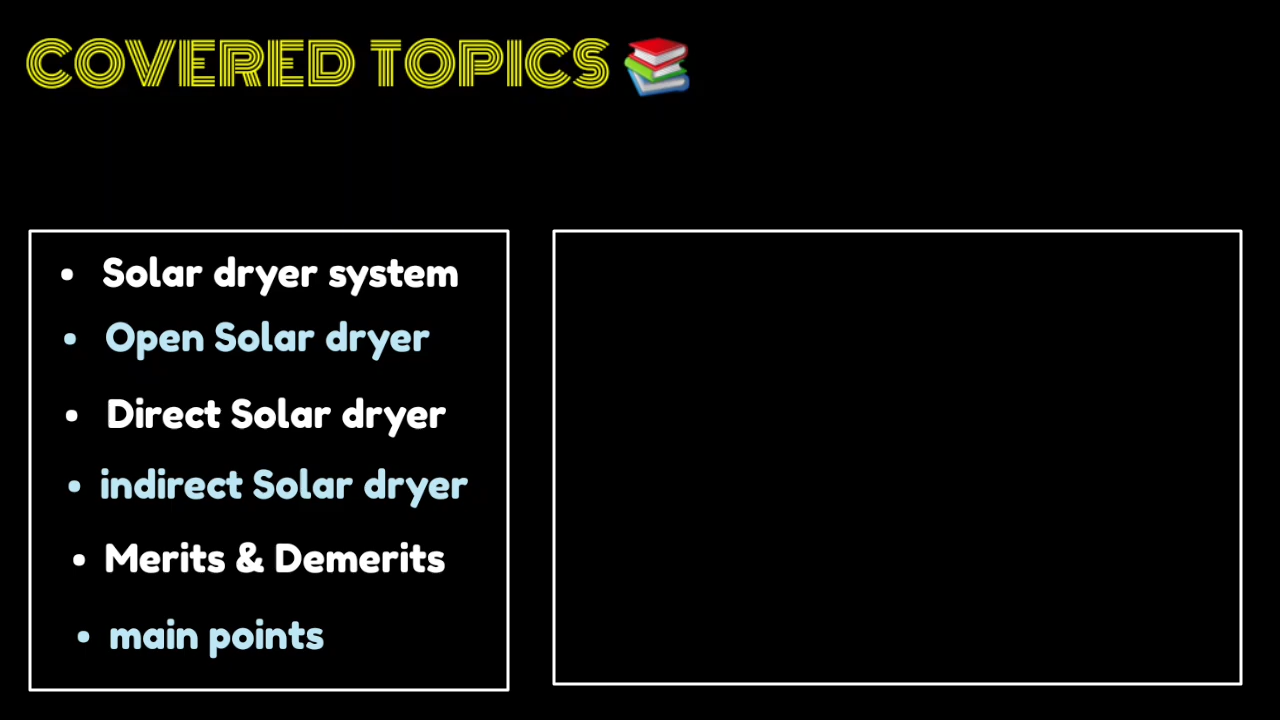 COVERED TOPICS 📚
• Solar dryer system
• Open Solar dryer
• Direct Solar dryer
• indirect Solar dryer
• Merits & Demerits
• main points